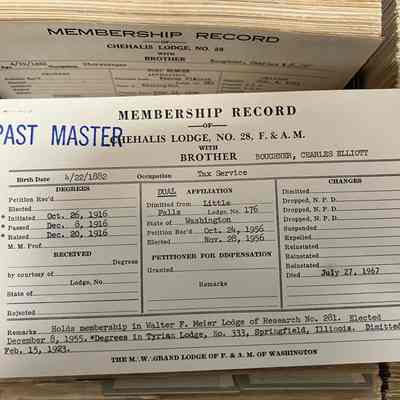 MEMBERSHIP RECORD
OF
CHEHALIS LODGE, NO. 28
WITH
BROTHER
4/22/1882
MEMBERSHIP RECORD
OF
PAST MASTER
CHEHALIS LODGE, NO. 28, F. & A. M.
WITH
BROTHER BOUGHNER, CHARLES ELLIOTT
Birth Date 4/22/1882 Occupation Tax Service
DEGREES
Petition Rec'd
Elected
* Initiated Oct. 26, 1916
* Passed Dec. 8, 1916
* Raised Dec. 20, 1916
M. M. Prof.
RECEIVED
Degrees
by courtesy of
Lodge, No.
State of
Rejected
DUAL AFFILIATION
Dimitted from Little
Falls Lodge No. 176
State of Washington
Petition Rec'd Oct. 24, 1956
Elected Nov. 28, 1956
PETITIONER FOR DISPENSATION
Granted
Remarks
CHANGES
Dimitted
Dropped, N. P. D.
Dropped, N. P. D.
Suspended
Expelled
Reinstated
Reinstated
Died July 27, 1967
Remarks Holds membership in Walter F. Meier Lodge of Research No. 281. Elected
December 8, 1955. *Degrees in Tyrian Lodge, No. 333, Springfield, Illinois. Dimitted
Feb. 15, 1923.
THE M. W. GRAND LODGE OF F. & A. M. OF WASHINGTON